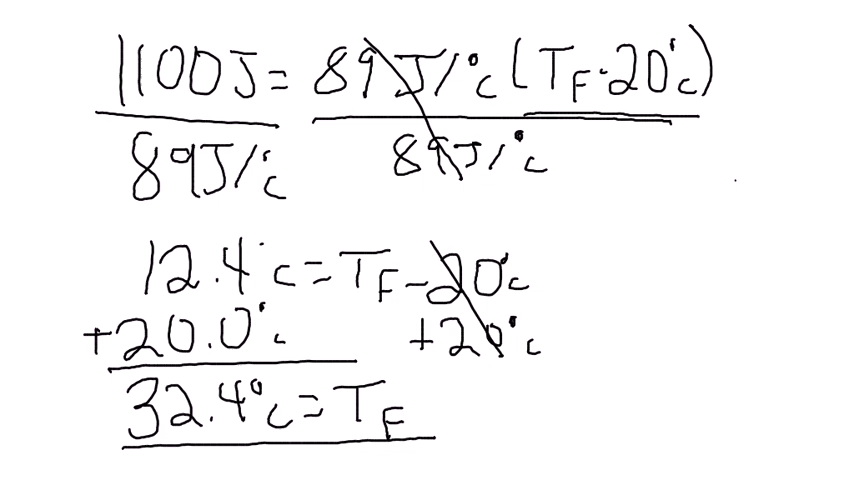 1100J = 89J/°C (TF - 20°C)
89J/°C 89J/°C
12.4°C = TF - 20°C
+20.0°C +20°C
32.4°C = TF